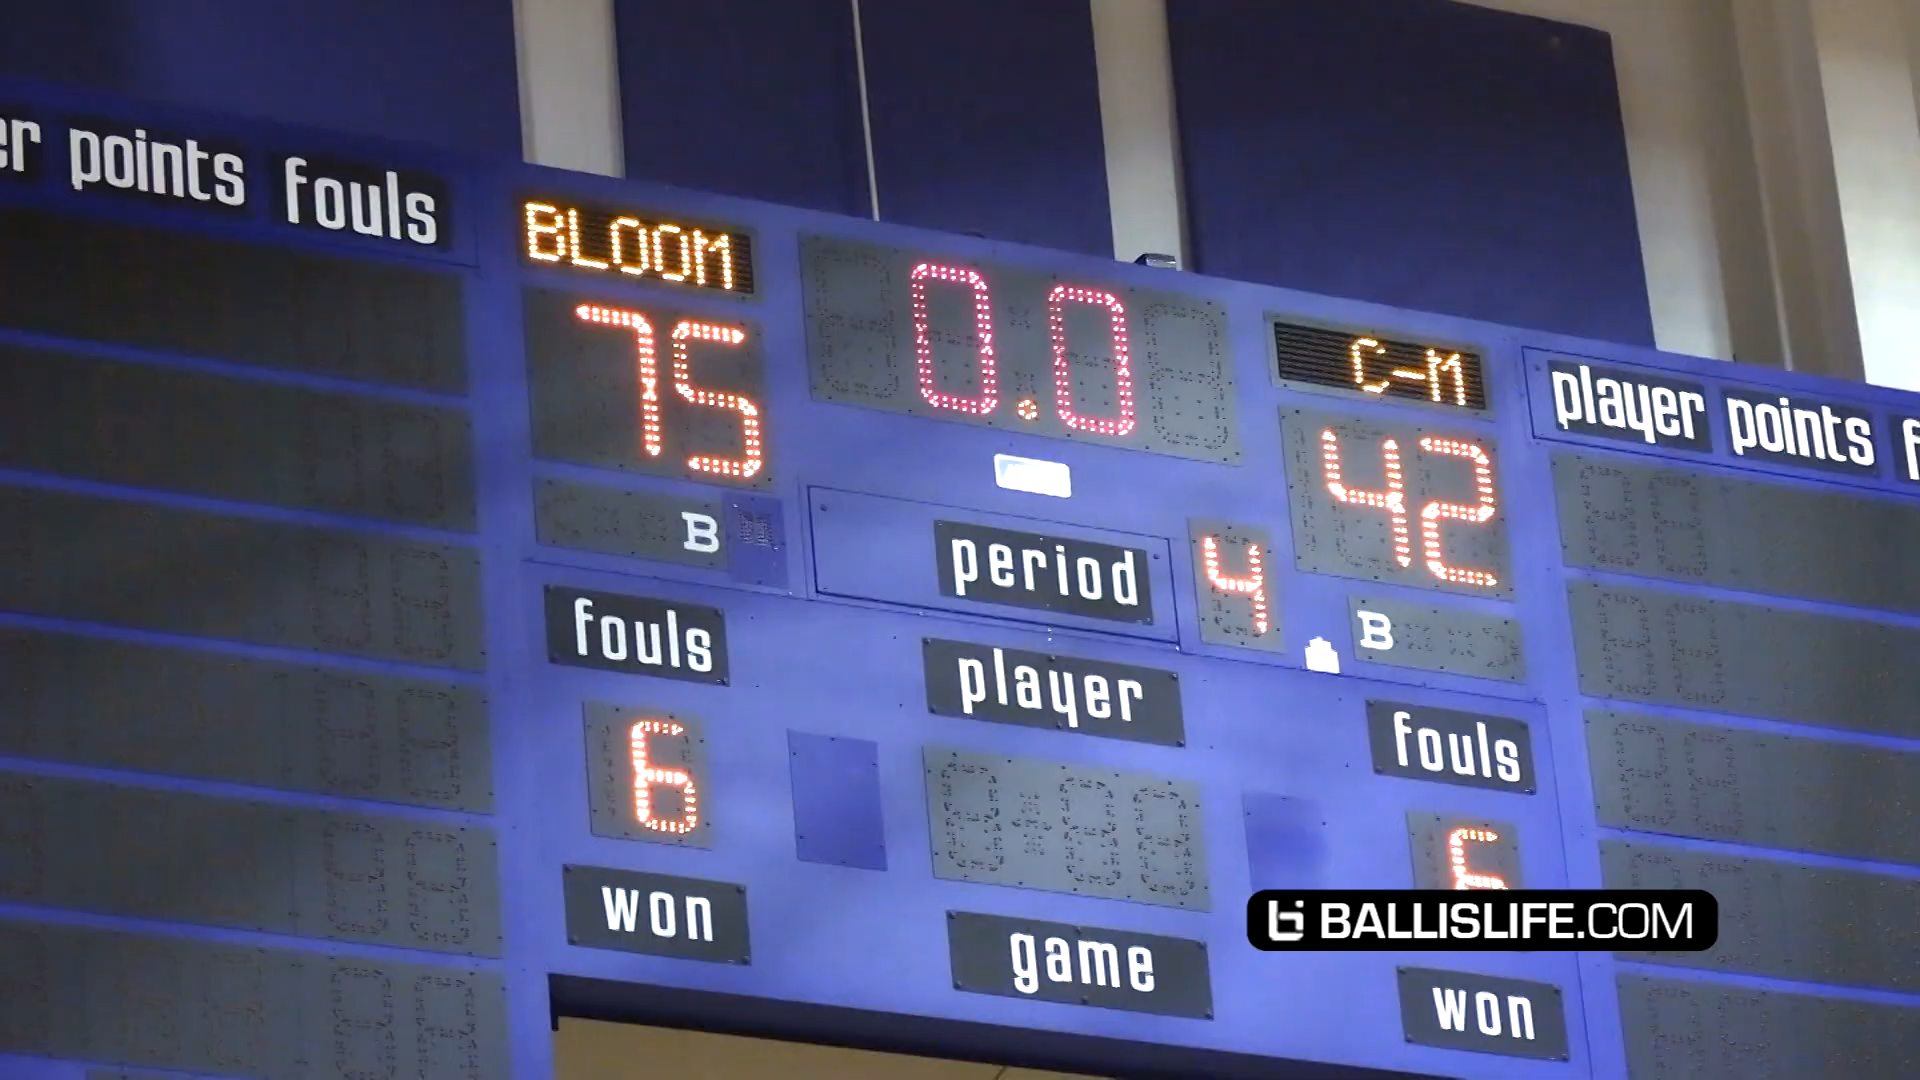 er points fouls
BLOOM 0.0 C-M
75 42
player points f
B period 4 B
fouls player fouls
6
won game won
BALLISLIFE.COM